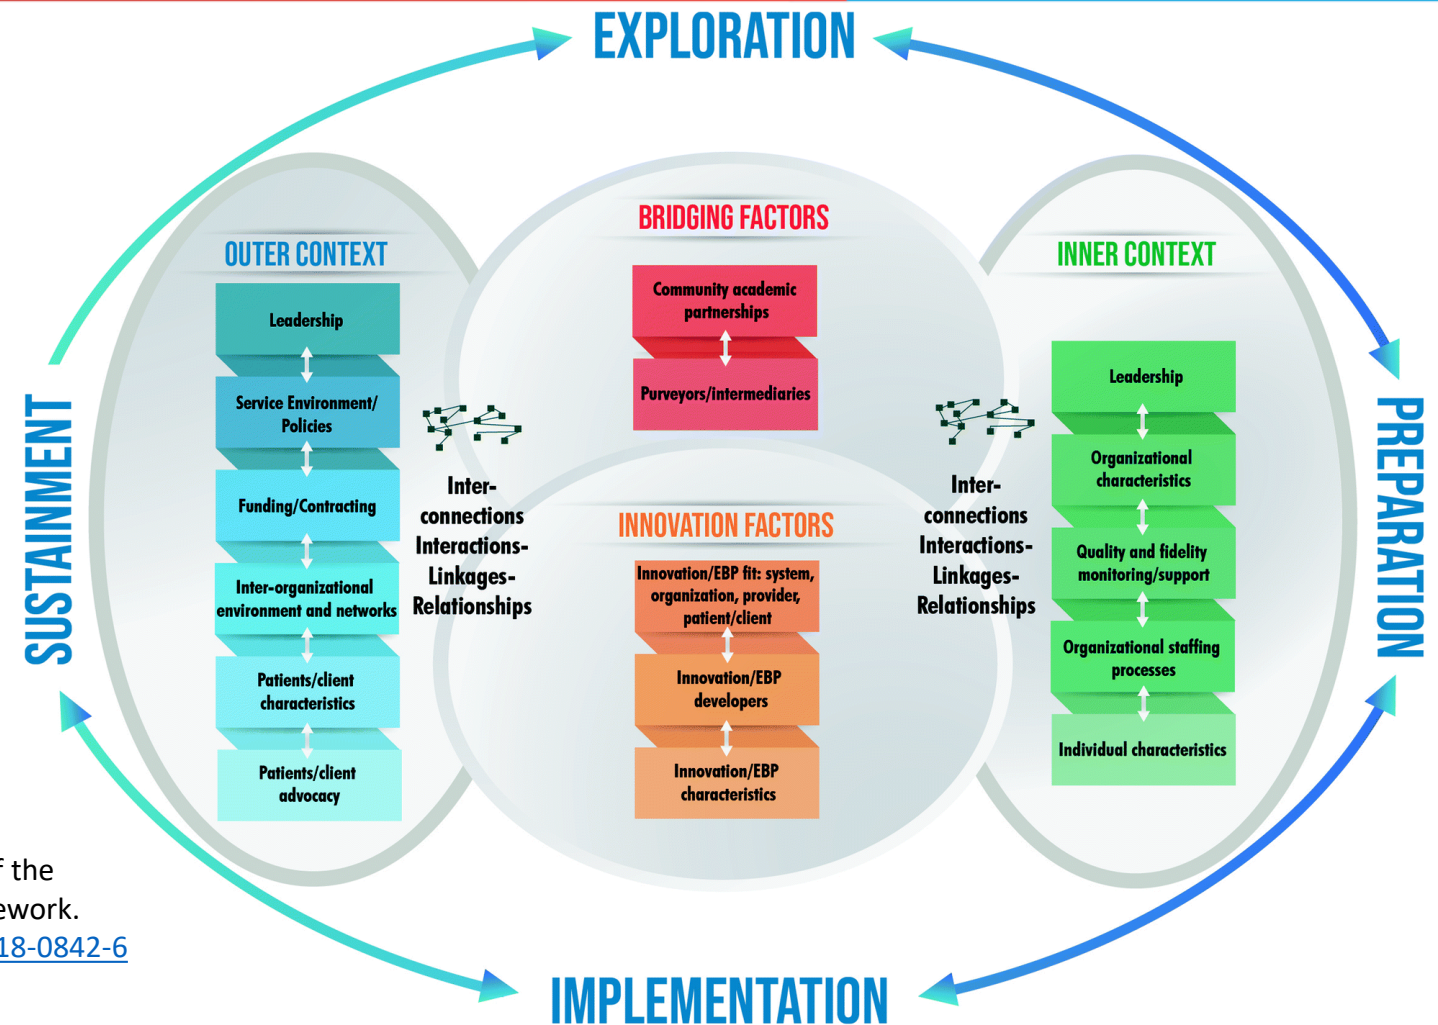 EXPLORATION
BRIDGING FACTORS
OUTER CONTEXT
INNER CONTEXT
Leadership
Service Environment/
Policies
Funding/Contracting
Inter-organizational
environment and networks
Patients/client
characteristics
Patients/client
advocacy
Inter-
connections
Interactions-
Linkages-
Relationships
Community academic
partnerships
Purveyors/intermediaries
INNOVATION FACTORS
Innovation/EBP fit: system,
organization, provider,
patient/client
Innovation/EBP
developers
Innovation/EBP
characteristics
Inter-
connections
Interactions-
Linkages-
Relationships
Leadership
Organizational
characteristics
Quality and fidelity
monitoring/support
Organizational staffing
processes
Individual characteristics
SUSTAINMENT
PREPARATION
f the
ework.
18-0842-6
IMPLEMENTATION